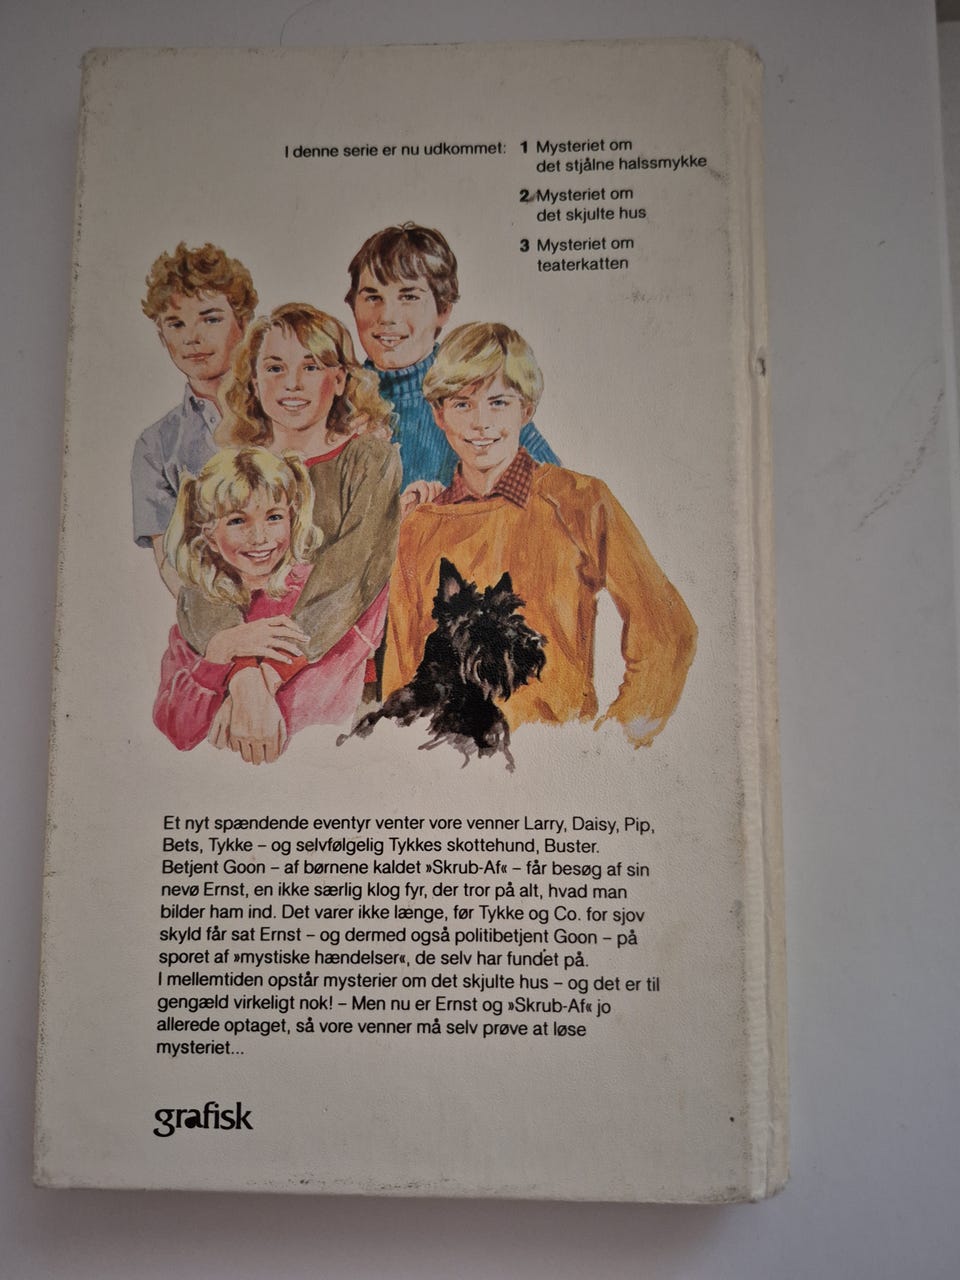 I denne serie er nu udkommet: 1 Mysteriet om
det stjålne halssmykke
2 Mysteriet om
det skjulte hus
3 Mysteriet om
teaterkatten
Et nyt spændende eventyr venter vore venner Larry, Daisy, Pip,
Bets, Tykke – og selvfølgelig Tykkes skottehund, Buster.
Betjent Goon – af børnene kaldet »Skrub-Af« – får besøg af sin
nevø Ernst, en ikke særlig klog fyr, der tror på alt, hvad man
bilder ham ind. Det varer ikke længe, før Tykke og Co. for sjov
skyld får sat Ernst – og dermed også politibetjent Goon – på
sporet af »mystiske hændelser«, de selv har fundet på.
I mellemtiden opstår mysterier om det skjulte hus – og det er til
gengæld virkeligt nok! – Men nu er Ernst og »Skrub-Af« jo
allerede optaget, så vore venner må selv prøve at løse
mysteriet...
grafisk